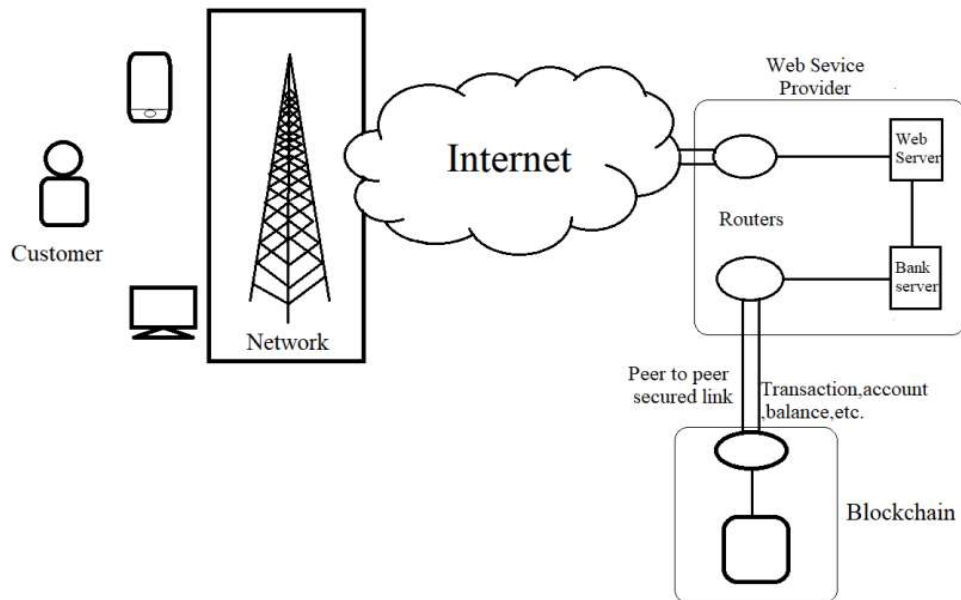 Customer
Network
Internet
Web Sevice
Provider
Web
Server
Routers
Bank
server
Peer to peer
secured link
Transaction,account
,balance,etc.
Blockchain